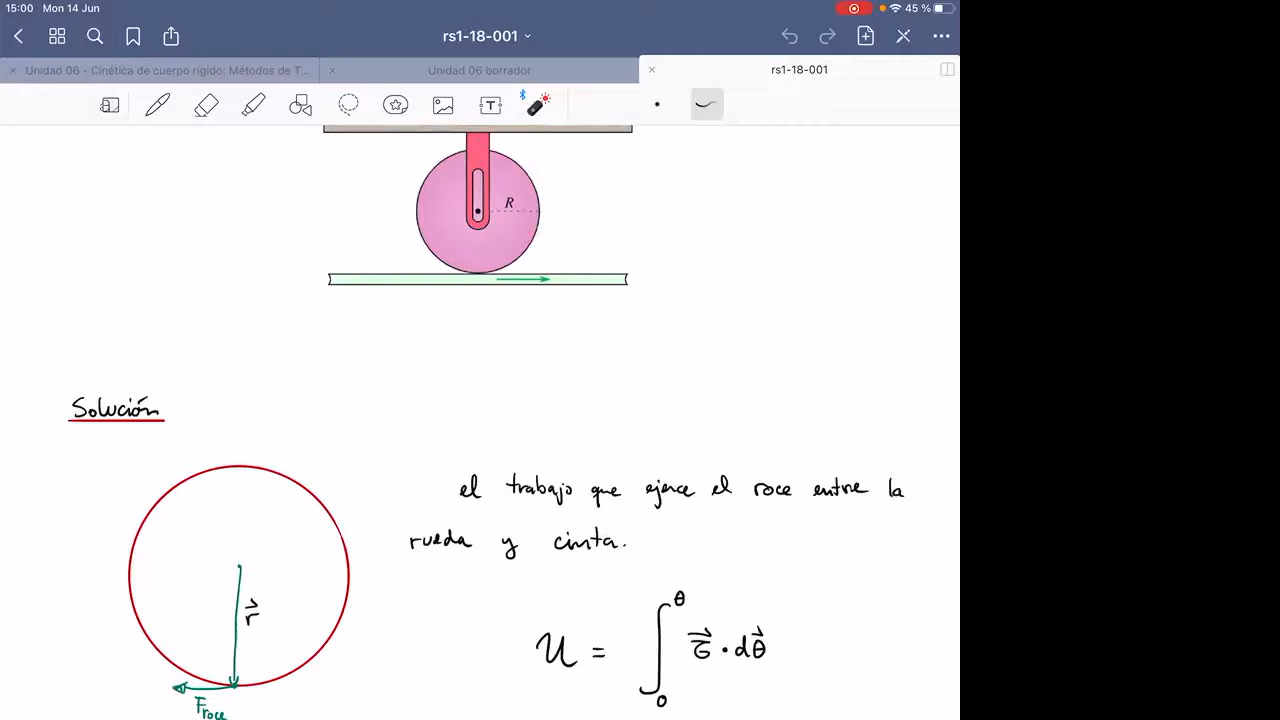 15:00 Mon 14 Jun
45 %
rs1-18-001
Unidad 06 - Cinética de cuerpo rígido: Métodos de T...
Unidad 06 borrador
rs1-18-001
T
R
Solución
el trabajo que ejerce el roce entre la
rueda y cinta.
r⃗
F_roce
U = ∫₀^θ τ⃗ · dθ⃗